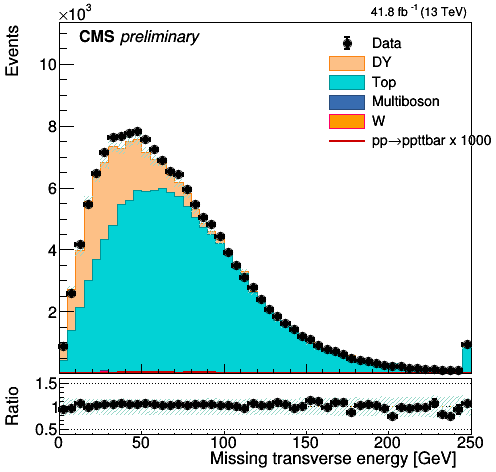 ×10³
41.8 fb⁻¹ (13 TeV)
CMS preliminary
Events
10
8
6
4
2
Data
DY
Top
Multiboson
W
pp→ppttbar x 1000
Ratio
1.5
1
0.5
0 50 100 150 200 250
Missing transverse energy [GeV]